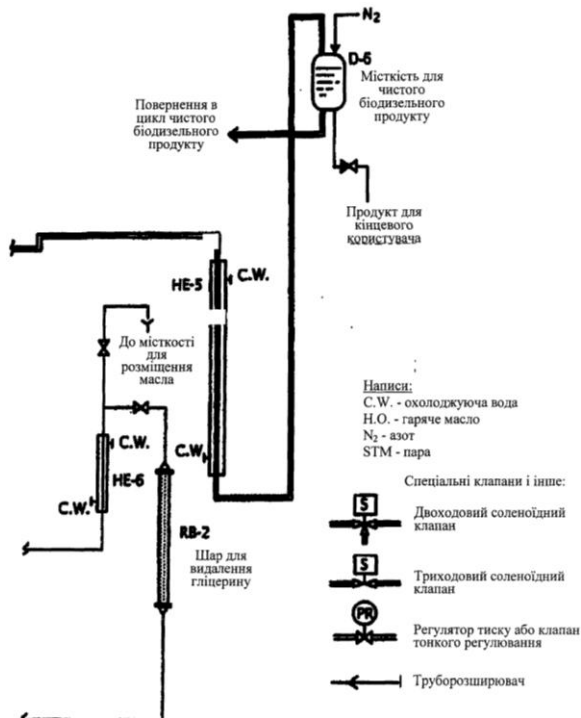 N2
D-6
Місткість для
чистого
біодизельного
продукту
Повернення в
цикл чистого
біодизельного
продукту
Продукт для
кінцевого
користувача
HE-5
C.W.
До місткості
для
розміщення
масла
C.W.
HE-6
C.W.
C.W.
RB-2
Шар для
видалення
гліцерину
Написи:
C.W. - охолоджуюча вода
H.O. - гаряче масло
N2 - азот
STM - пара
Спеціальні клапани і інше:
S
Двоходовий соленоїдний
клапан
S
Триходовий соленоїдний
клапан
PR
Регулятор тиску або клапан
тонкого регулювання
Труборозширювач